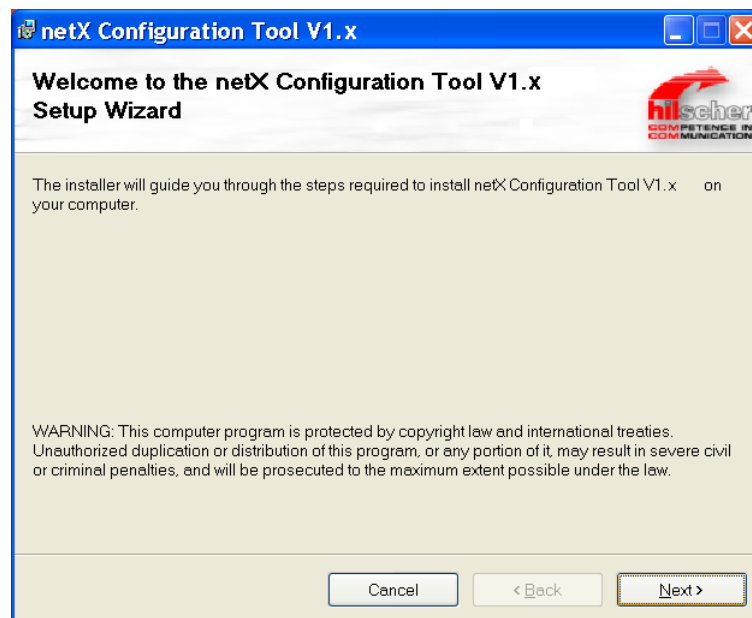 netX Configuration Tool V1.x
Welcome to the netX Configuration Tool V1.x
Setup Wizard
hilscher
COMPETENCE IN
COMMUNICATION
The installer will guide you through the steps required to install netX Configuration Tool V1.x on
your computer.
WARNING: This computer program is protected by copyright law and international treaties.
Unauthorized duplication or distribution of this program, or any portion of it, may result in severe civil
or criminal penalties, and will be prosecuted to the maximum extent possible under the law.
Cancel
< Back
Next >